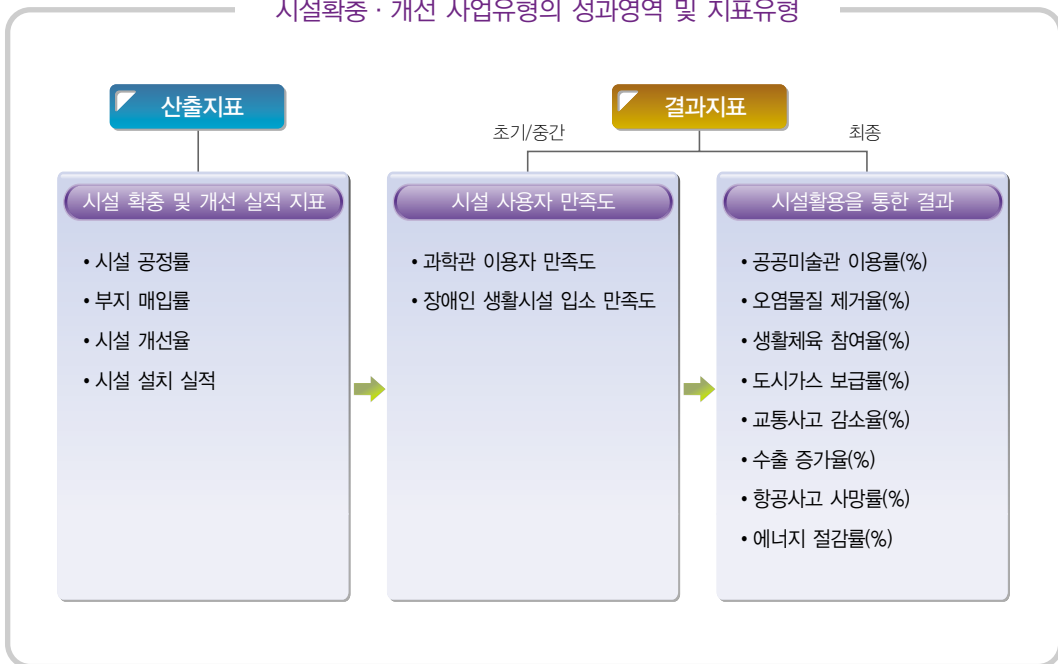 시설확충 · 개선 사업유형의 성과영역 및 지표유형
산출지표
결과지표
초기/중간
최종
시설 확충 및 개선 실적 지표
• 시설 공정률
• 부지 매입률
• 시설 개선율
• 시설 설치 실적
시설 사용자 만족도
• 과학관 이용자 만족도
• 장애인 생활시설 입소 만족도
시설활용을 통한 결과
• 공공미술관 이용률(%)
• 오염물질 제거율(%)
• 생활체육 참여율(%)
• 도시가스 보급률(%)
• 교통사고 감소율(%)
• 수출 증가율(%)
• 항공사고 사망률(%)
• 에너지 절감률(%)